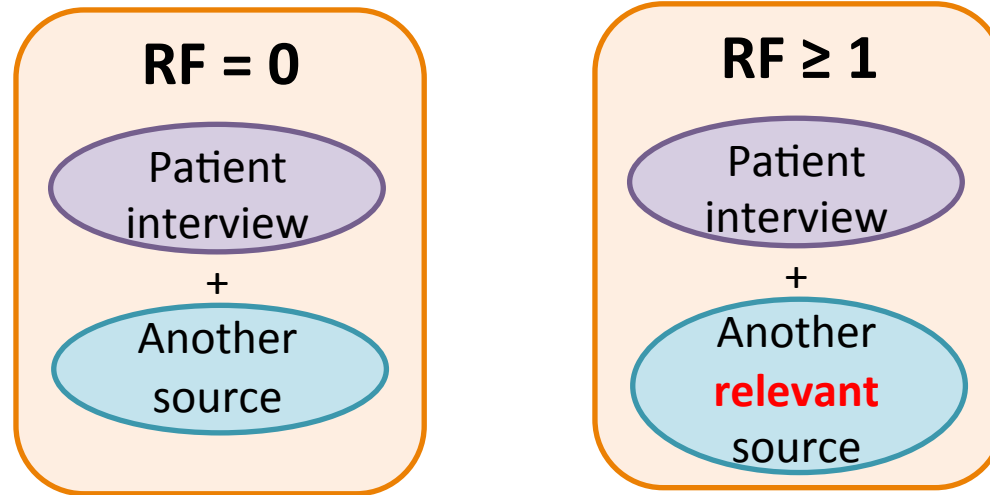 RF = 0
Patient
interview
+
Another
source
RF ≥ 1
Patient
interview
+
Another
relevant
source